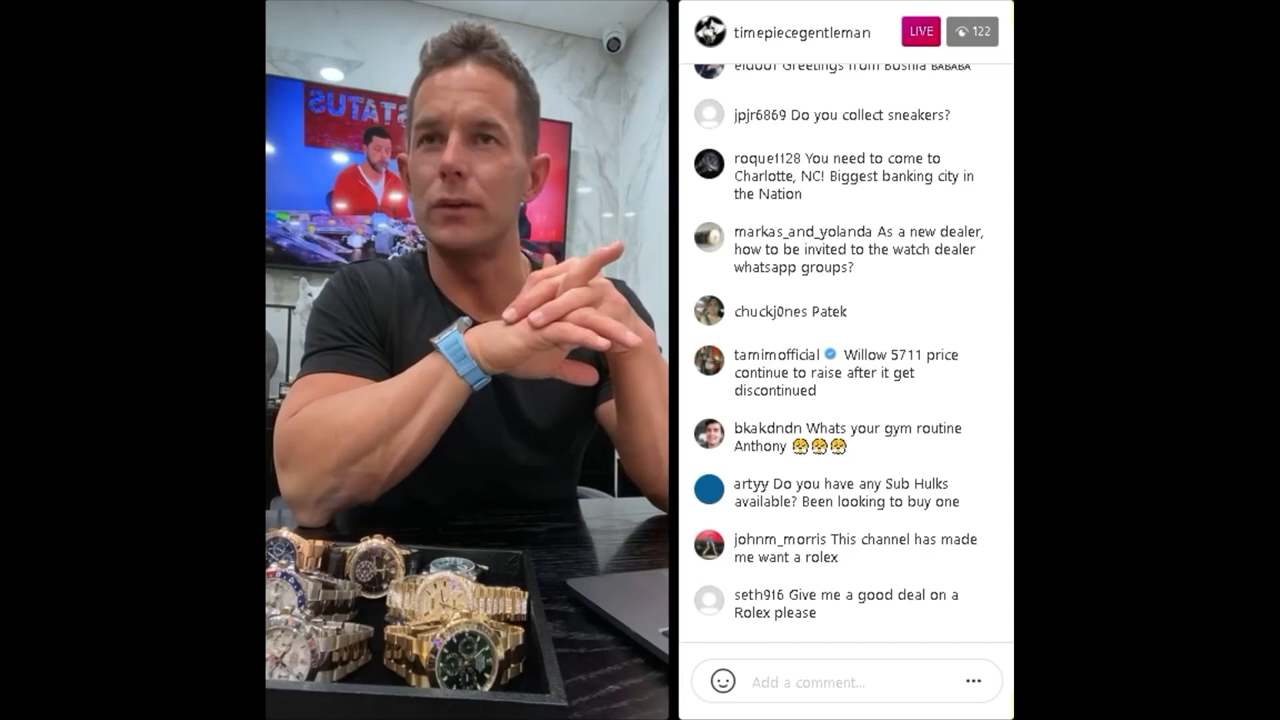 STATUS
timepiecegentleman
LIVE
122
Greetings from Bosnia
jpjr6869 Do you collect sneakers?
roque1128 You need to come to
Charlotte, NC! Biggest banking city in
the Nation
markas_and_yolanda As a new dealer,
how to be invited to the watch dealer
whatsapp groups?
chuckj0nes Patek
tamimofficial Willow 5711 price
continue to raise after it get
discontinued
bkakdndn Whats your gym routine
Anthony 😤😤😤
artyy Do you have any Sub Hulks
available? Been looking to buy one
johnm_morris This channel has made
me want a rolex
seth916 Give me a good deal on a
Rolex please
Add a comment...